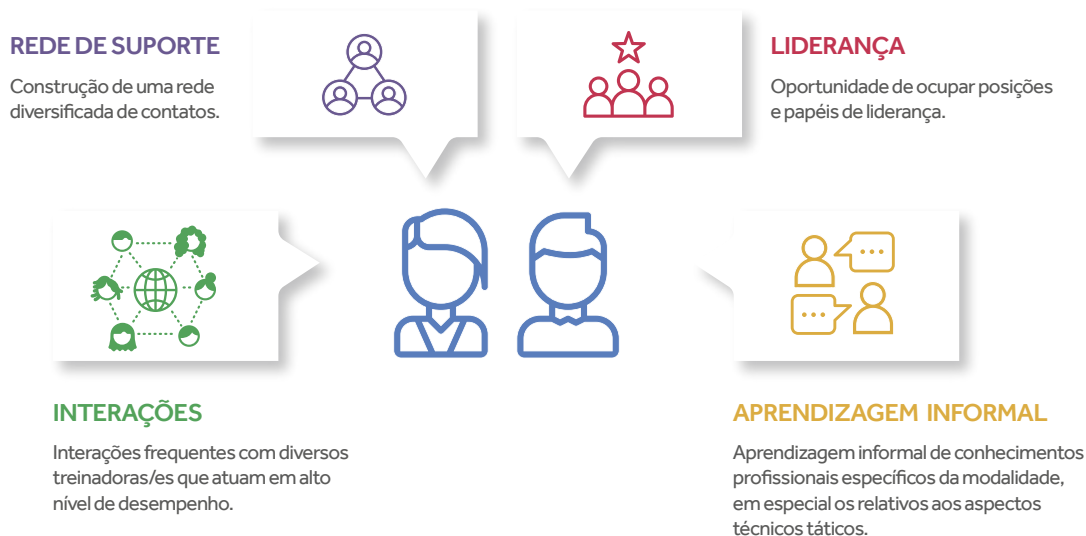 REDE DE SUPORTE
Construção de uma rede
diversificada de contatos.
LIDERANÇA
Oportunidade de ocupar posições
e papéis de liderança.
INTERAÇÕES
Interações frequentes com diversos
treinadoras/es que atuam em alto
nível de desempenho.
APRENDIZAGEM INFORMAL
Aprendizagem informal de conhecimentos
profissionais específicos da modalidade,
em especial os relativos aos aspectos
técnicos táticos.